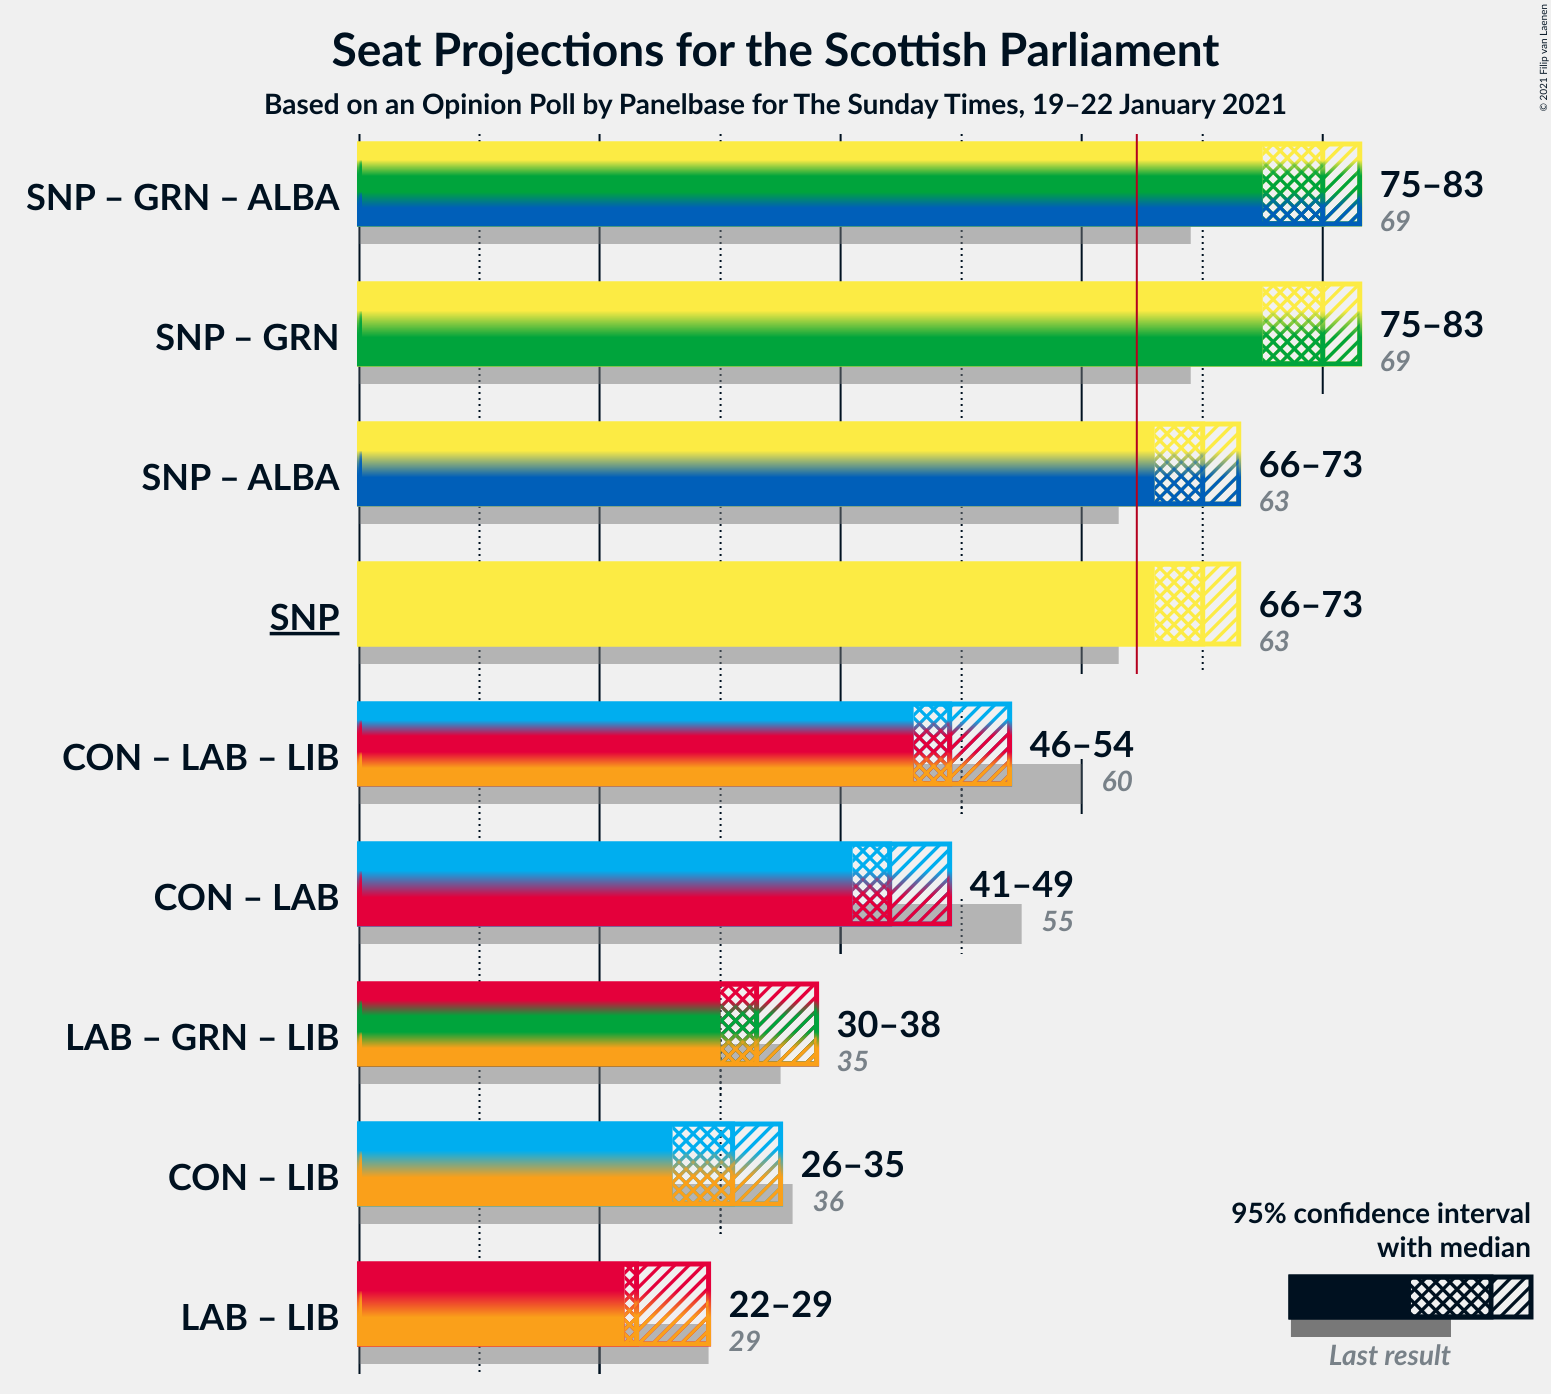 Seat Projections for the Scottish Parliament
Based on an Opinion Poll by Panelbase for The Sunday Times, 19–22 January 2021
© 2021 Filip van Laenen
SNP – GRN – ALBA
75–83
69
SNP – GRN
75–83
69
SNP – ALBA
66–73
63
SNP
66–73
63
CON – LAB – LIB
46–54
60
CON – LAB
41–49
55
LAB – GRN – LIB
30–38
35
CON – LIB
26–35
36
LAB – LIB
22–29
29
95% confidence interval
with median
Last result